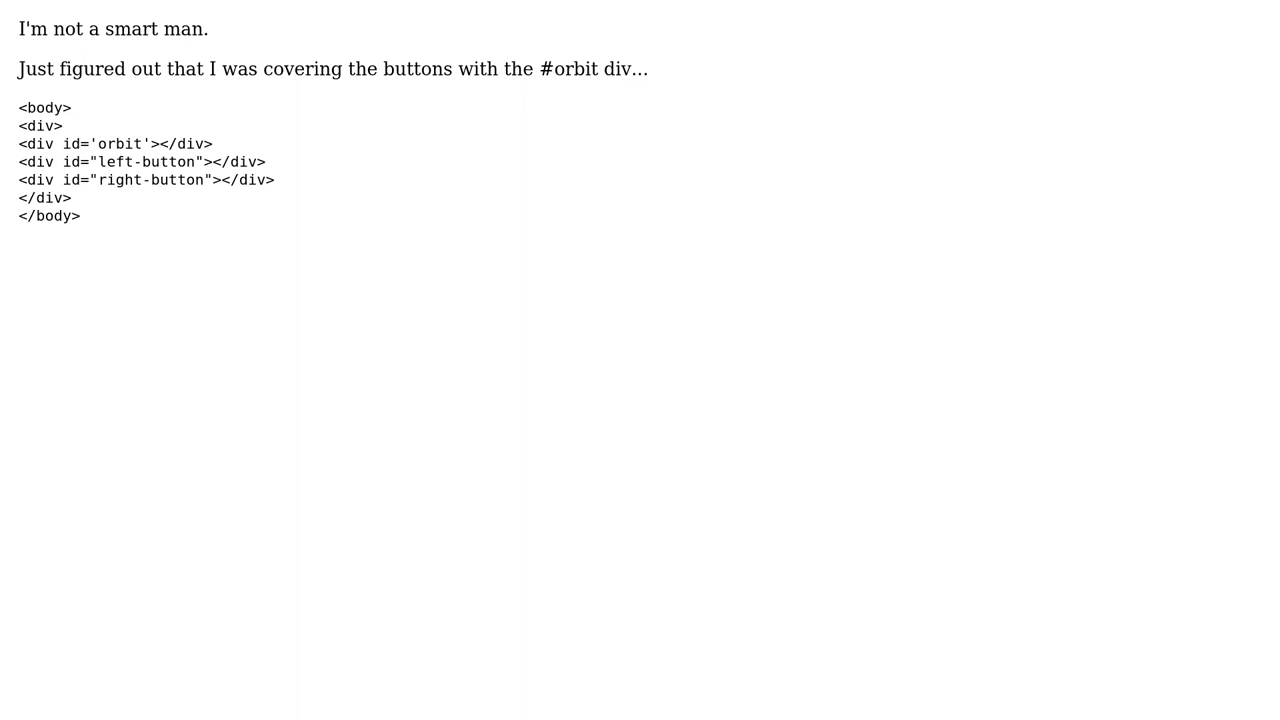 I'm not a smart man.
Just figured out that I was covering the buttons with the #orbit div...
<body>
<div>
<div id='orbit'></div>
<div id="left-button"></div>
<div id="right-button"></div>
</div>
</body>